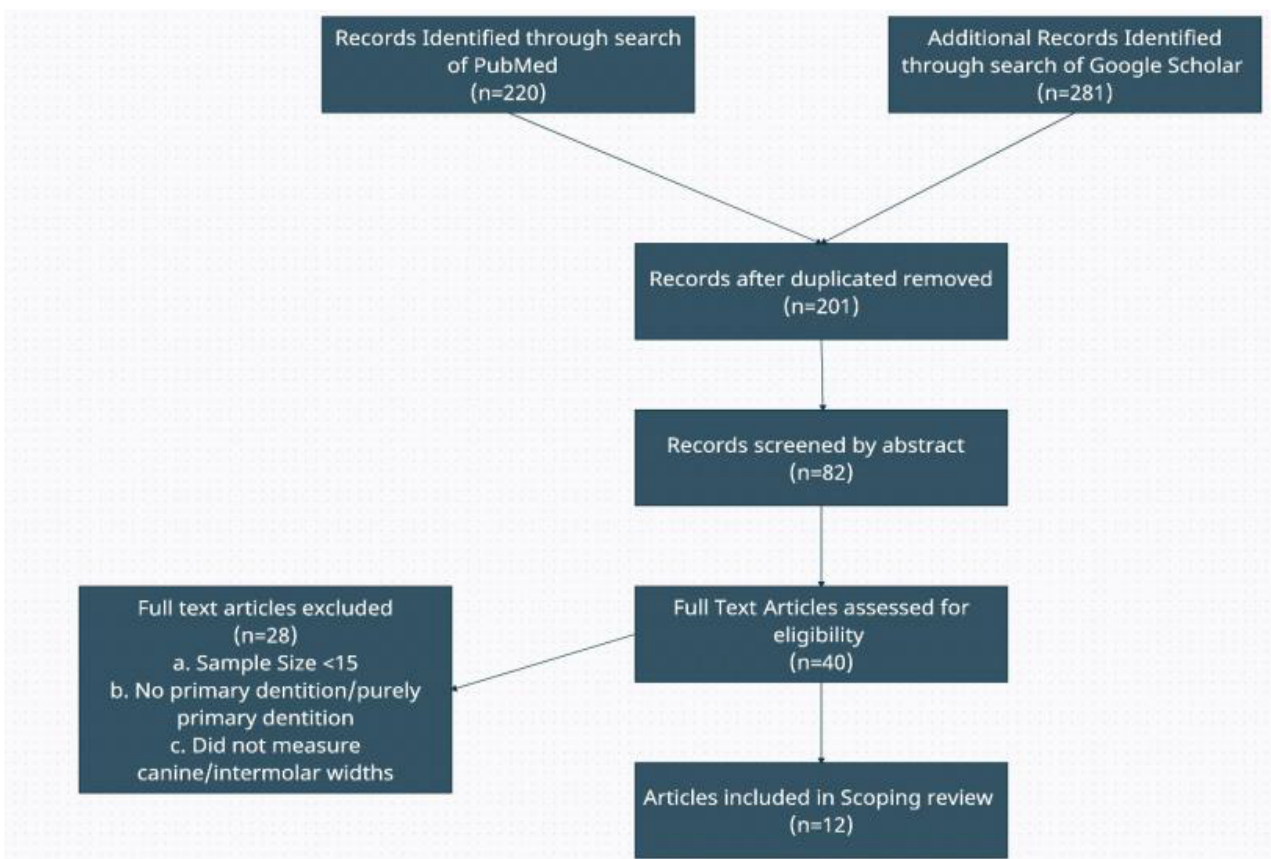 Records Identified through search
of PubMed
(n=220)
Additional Records Identified
through search of Google Scholar
(n=281)
Records after duplicated removed
(n=201)
Records screened by abstract
(n=82)
Full text articles excluded
(n=28)
a. Sample Size <15
b. No primary dentition/purely
primary dentition
c. Did not measure
canine/intermolar widths
Full Text Articles assessed for
eligibility
(n=40)
Articles included in Scoping review
(n=12)